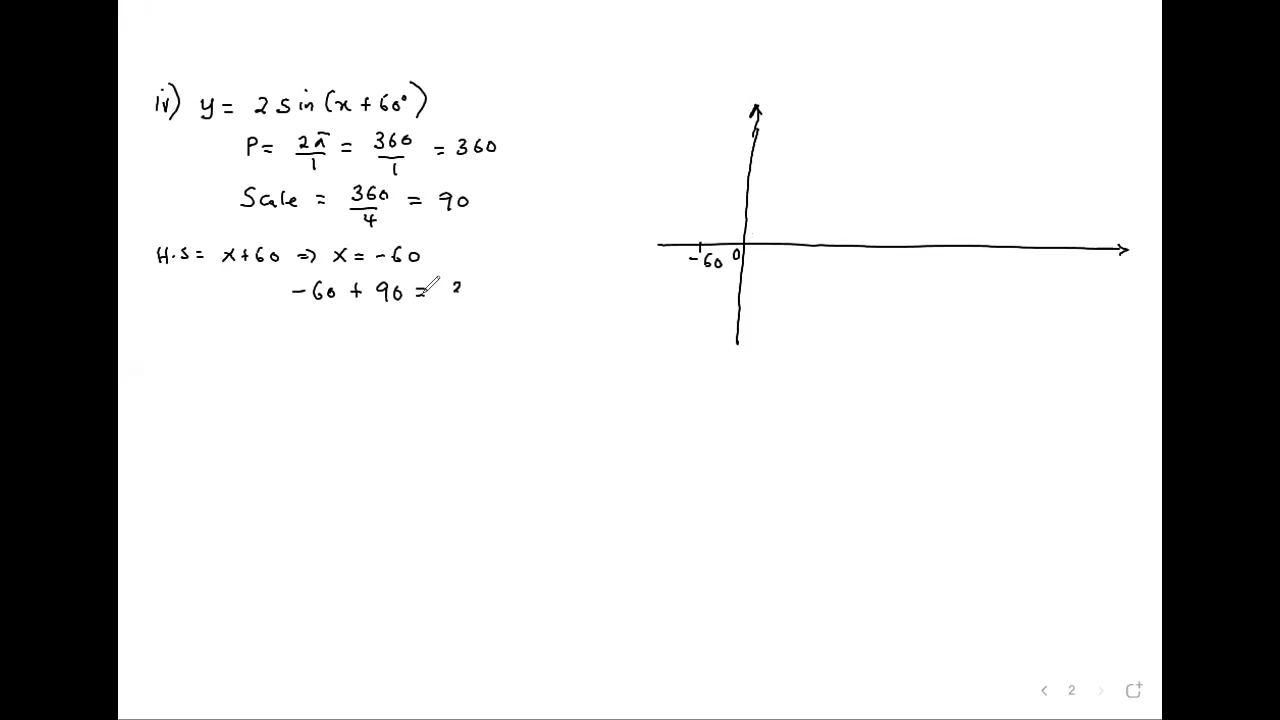 iv) y = 2 sin (x + 60°)
P = 2π/1 = 360/1 = 360
Scale = 360/4 = 90
H.S = x+60 => x = -60
-60 + 90 =
-60 0
2